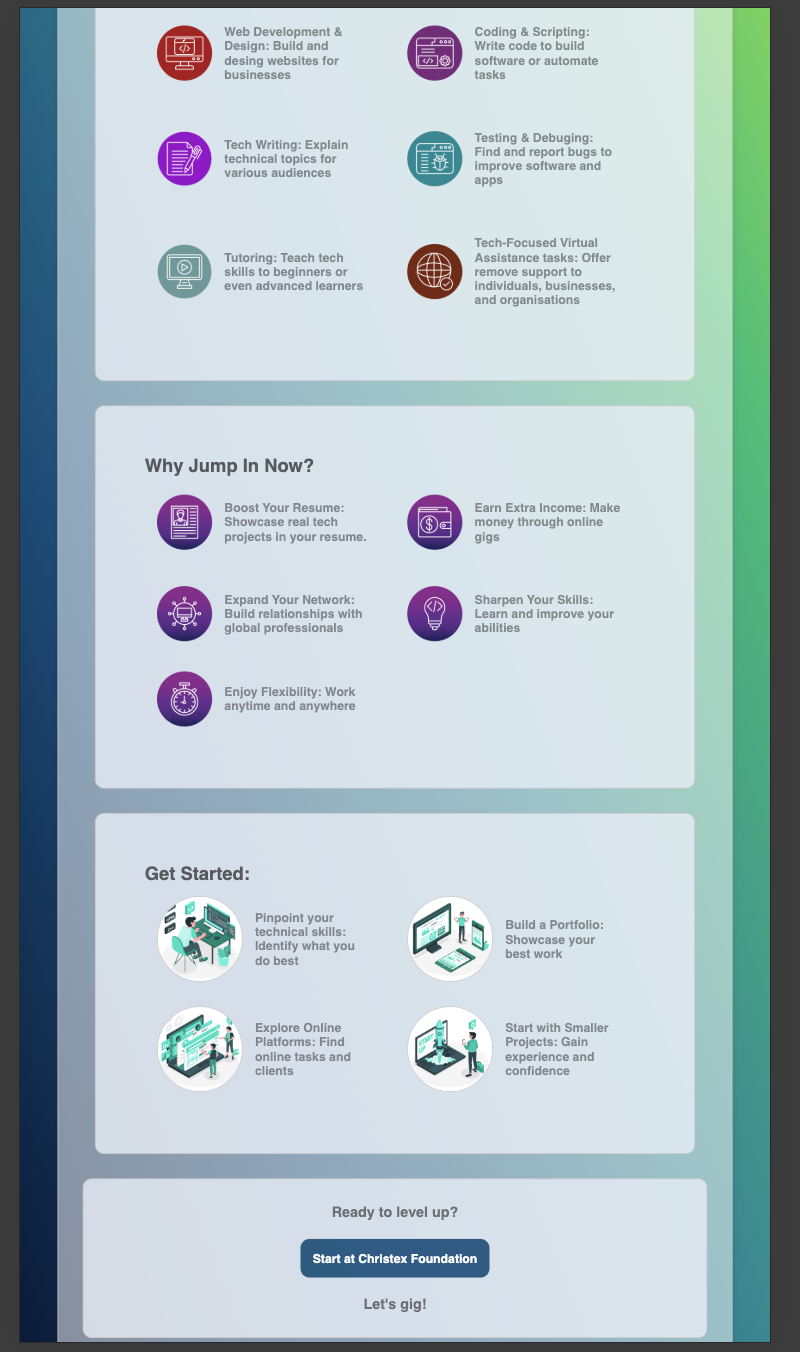 Web Development &
Design: Build and
desing websites for
businesses
Coding & Scripting:
Write code to build
software or automate
tasks
Tech Writing: Explain
technical topics for
various audiences
Testing & Debuging:
Find and report bugs to
improve software and
apps
Tutoring: Teach tech
skills to beginners or
even advanced learners
Tech-Focused Virtual
Assistance tasks: Offer
remove support to
individuals, businesses,
and organisations
Why Jump In Now?
Boost Your Resume:
Showcase real tech
projects in your resume.
Earn Extra Income: Make
money through online
gigs
Expand Your Network:
Build relationships with
global professionals
Sharpen Your Skills:
Learn and improve your
abilities
Enjoy Flexibility: Work
anytime and anywhere
Get Started:
Pinpoint your
technical skills:
Identify what you
do best
Build a Portfolio:
Showcase your
best work
Explore Online
Platforms: Find
online tasks and
clients
START
UP
Start with Smaller
Projects: Gain
experience and
confidence
Ready to level up?
Start at Christex Foundation
Let's gig!